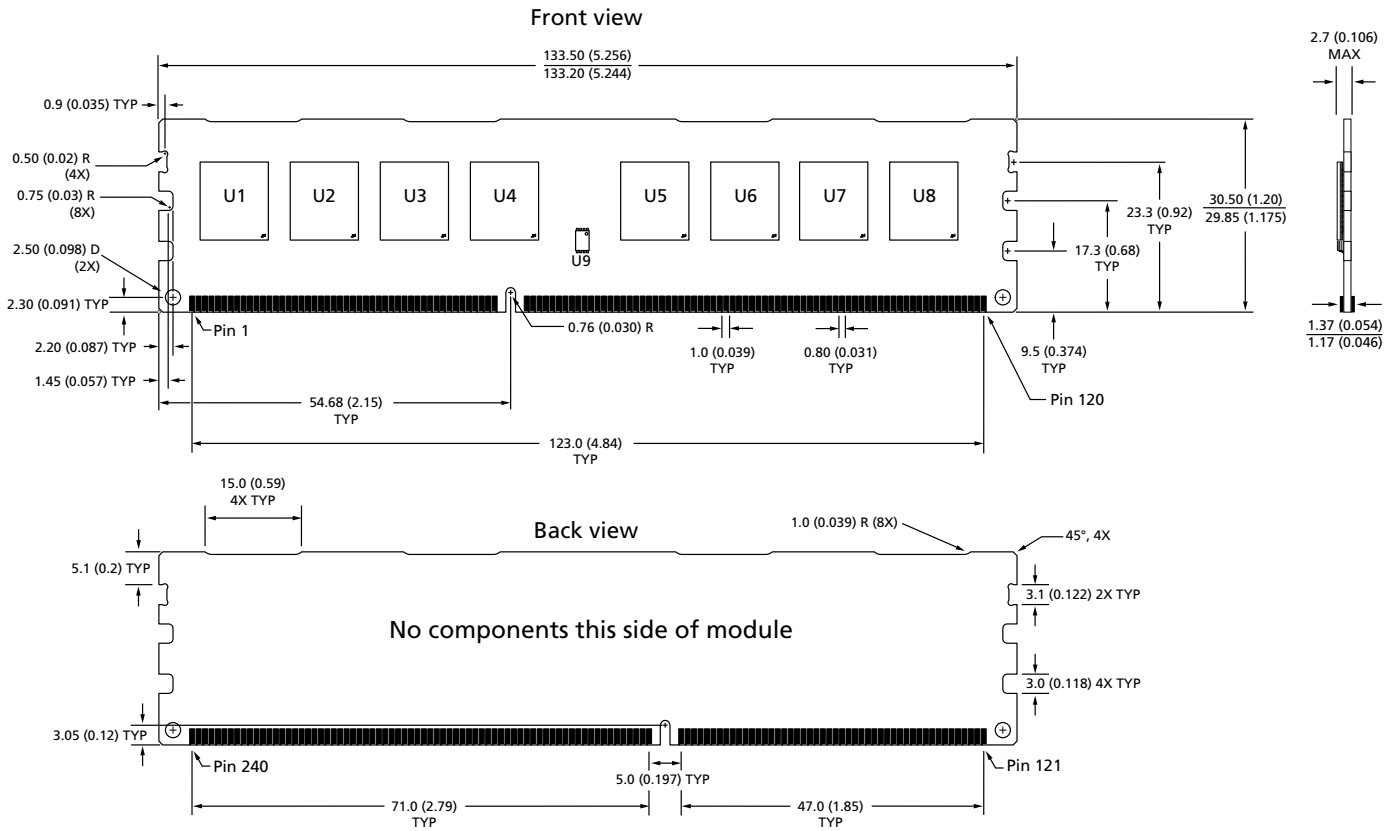 Front view
133.50 (5.256)
133.20 (5.244)
2.7 (0.106)
MAX
0.9 (0.035) TYP
0.50 (0.02) R
(4X)
0.75 (0.03) R
(8X)
2.50 (0.098) D
(2X)
2.30 (0.091) TYP
U1
U2
U3
U4
U5
U6
U7
U8
U9
23.3 (0.92)
TYP
30.50 (1.20)
29.85 (1.175)
17.3 (0.68)
TYP
Pin 1
0.76 (0.030) R
2.20 (0.087) TYP
1.0 (0.039)
TYP
0.80 (0.031)
TYP
9.5 (0.374)
TYP
1.37 (0.054)
1.17 (0.046)
1.45 (0.057) TYP
54.68 (2.15)
TYP
Pin 120
123.0 (4.84)
TYP
15.0 (0.59)
4X TYP
Back view
1.0 (0.039) R (8X)
45°, 4X
5.1 (0.2) TYP
3.1 (0.122) 2X TYP
No components this side of module
3.0 (0.118) 4X TYP
3.05 (0.12) TYP
Pin 240
5.0 (0.197) TYP
Pin 121
71.0 (2.79)
TYP
47.0 (1.85)
TYP